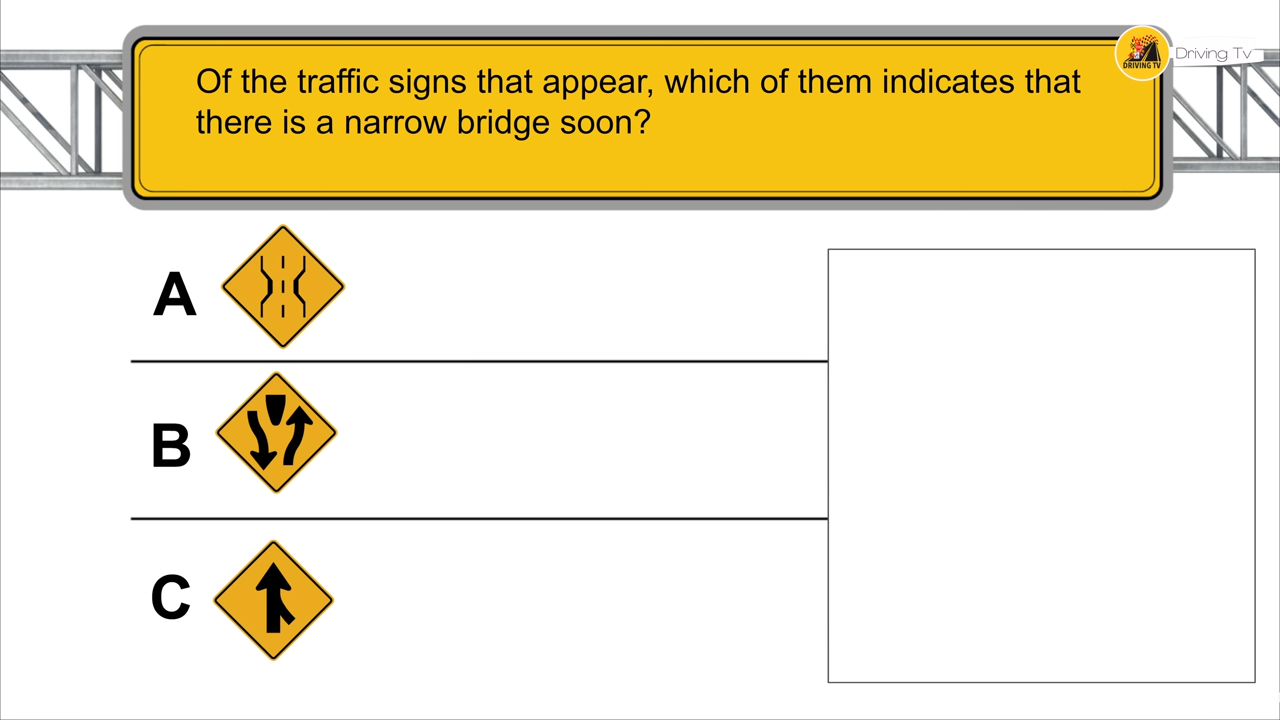 Of the traffic signs that appear, which of them indicates that
there is a narrow bridge soon?
DRIVING TV
Driving Tv
A
B
C